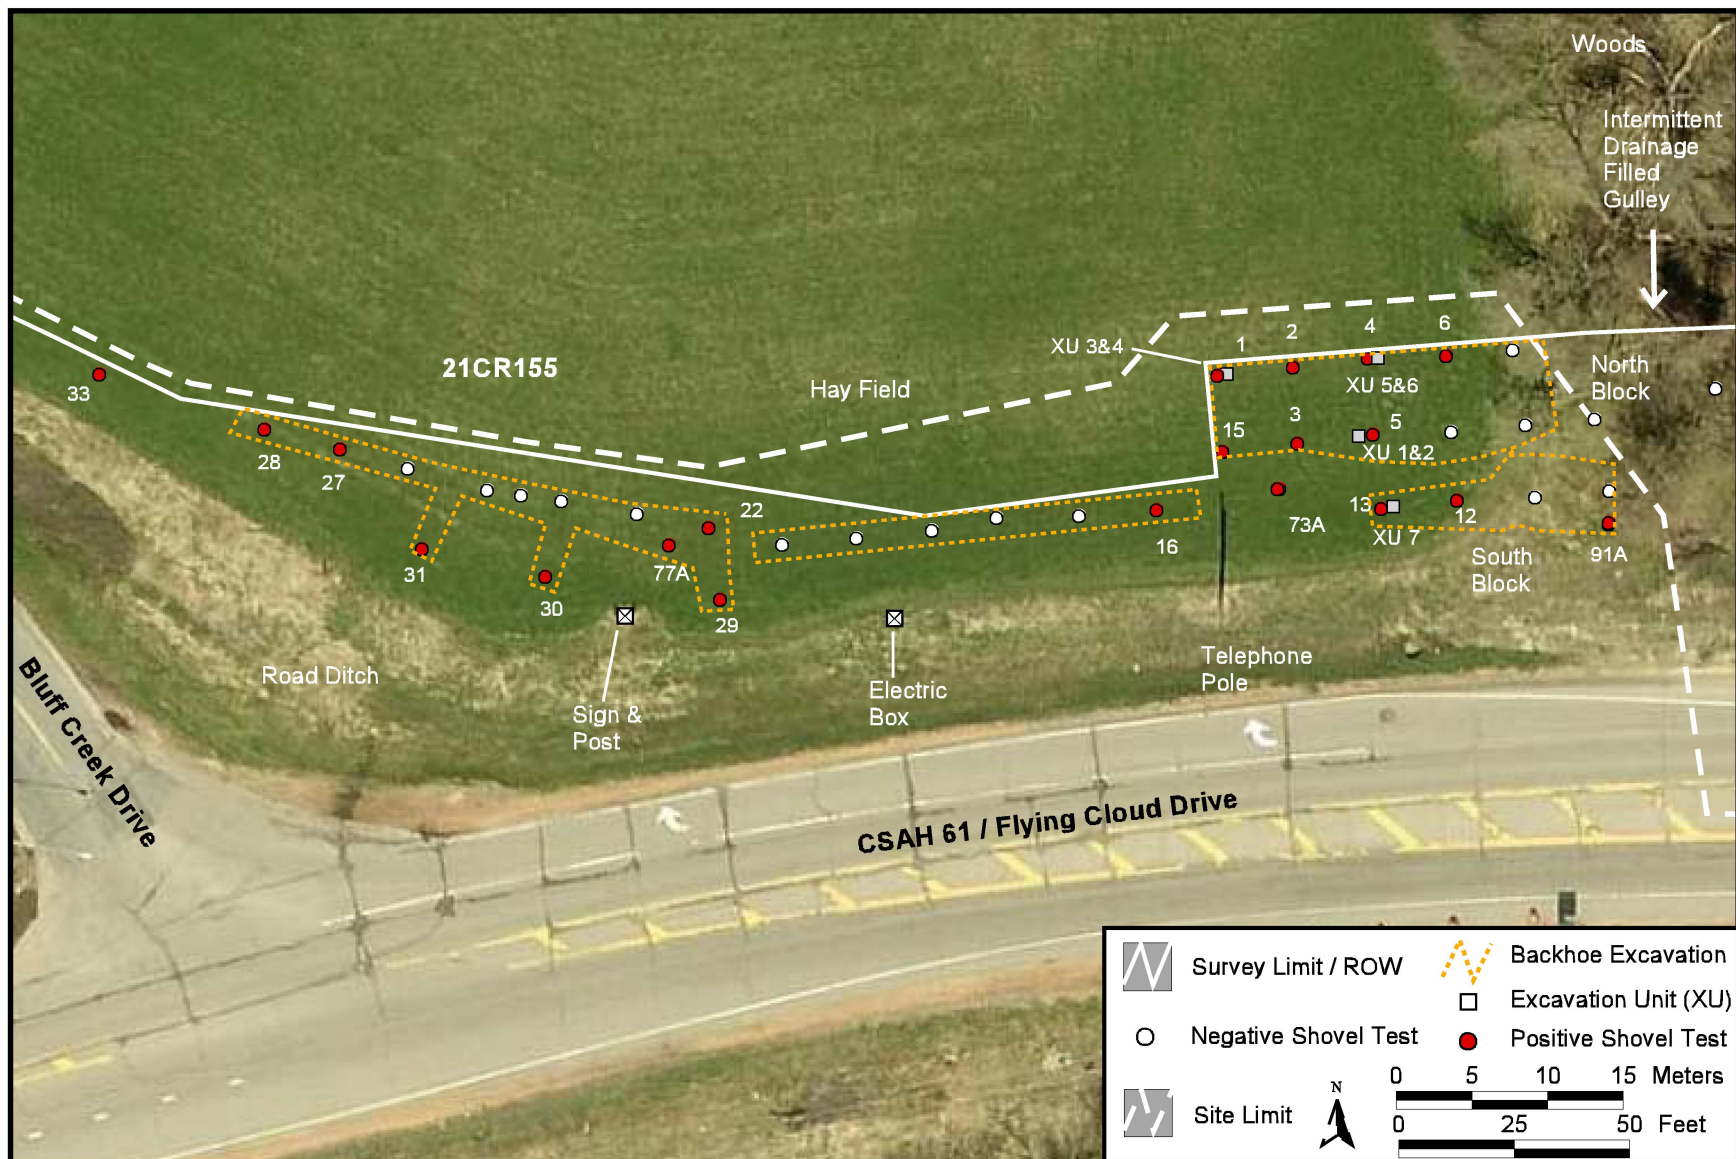 Woods
Intermittent
Drainage
Filled
Gulley
1
2
4
6
XU 3&4
33
21CR155
Hay Field
XU 5&6
North
Block
15
3
5
XU 1&2
28
27
22
13
12
73A
XU 7
16
91A
31
77A
30
29
South
Block
Road Ditch
Sign &
Post
Electric
Box
Telephone
Pole
Bluff Creek Drive
CSAH 61 / Flying Cloud Drive
Survey Limit / ROW
Backhoe Excavation
Excavation Unit (XU)
Negative Shovel Test
Positive Shovel Test
Site Limit
N
0 5 10 15 Meters
0 25 50 Feet